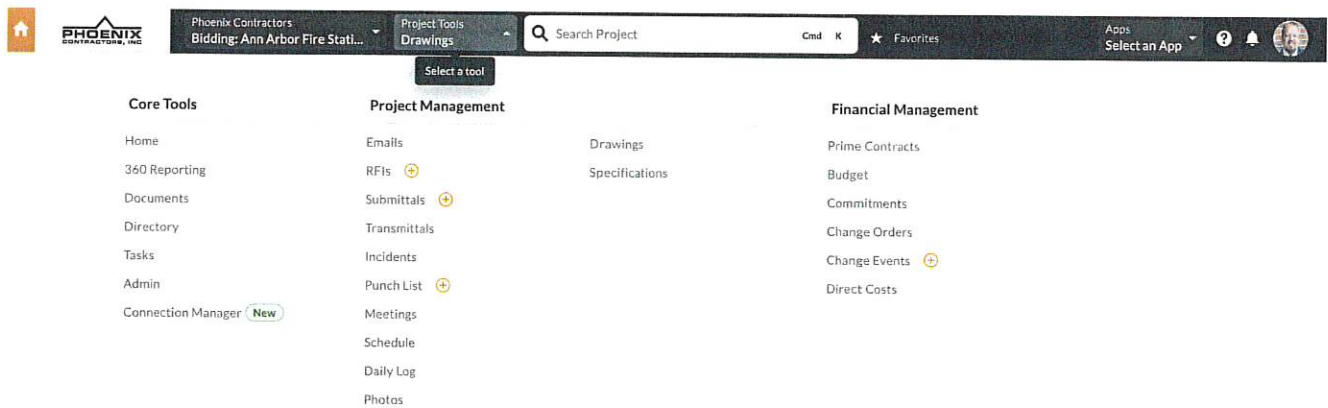 PHOENIX
CONTRACTORS, INC
Phoenix Contractors
Bidding: Ann Arbor Fire Stati...
Project Tools
Drawings
Search Project
Cmd K
Favorites
Apps
Select an App
?
Select a tool
Core Tools
Home
360 Reporting
Documents
Directory
Tasks
Admin
Connection Manager New
Project Management
Emails
RFIs
Submittals
Transmittals
Incidents
Punch List
Meetings
Schedule
Daily Log
Photos
Drawings
Specifications
Financial Management
Prime Contracts
Budget
Commitments
Change Orders
Change Events
Direct Costs